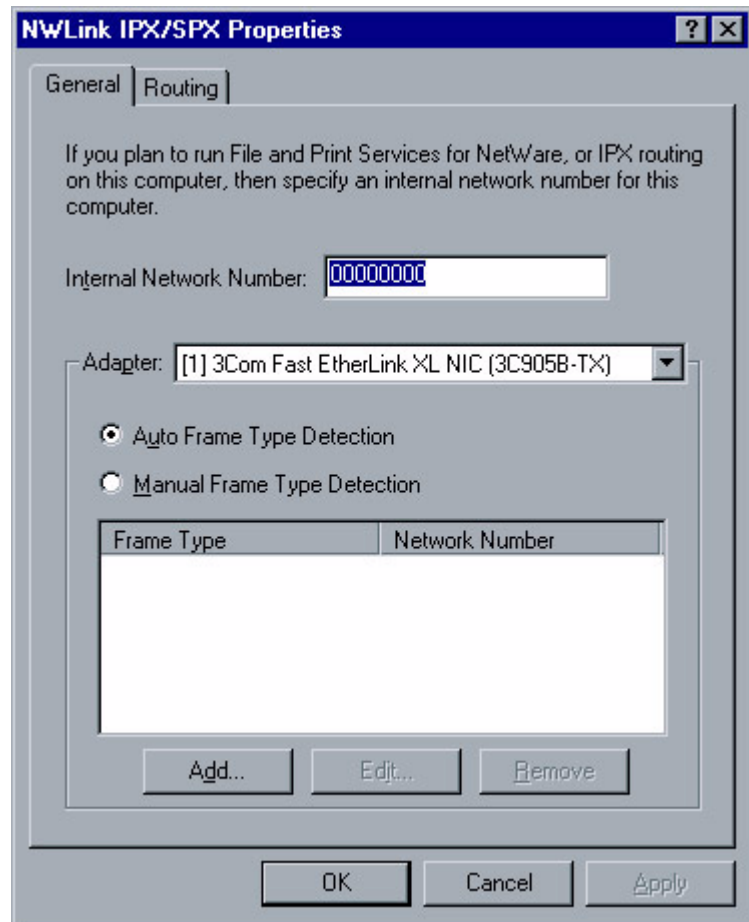 NWLink IPX/SPX Properties
General
Routing
If you plan to run File and Print Services for NetWare, or IPX routing
on this computer, then specify an internal network number for this
computer.
Internal Network Number: 00000000
Adapter: [1] 3Com Fast EtherLink XL NIC (3C905B-TX)
Auto Frame Type Detection
Manual Frame Type Detection
Frame Type Network Number
Add... Edit... Remove
OK Cancel Apply